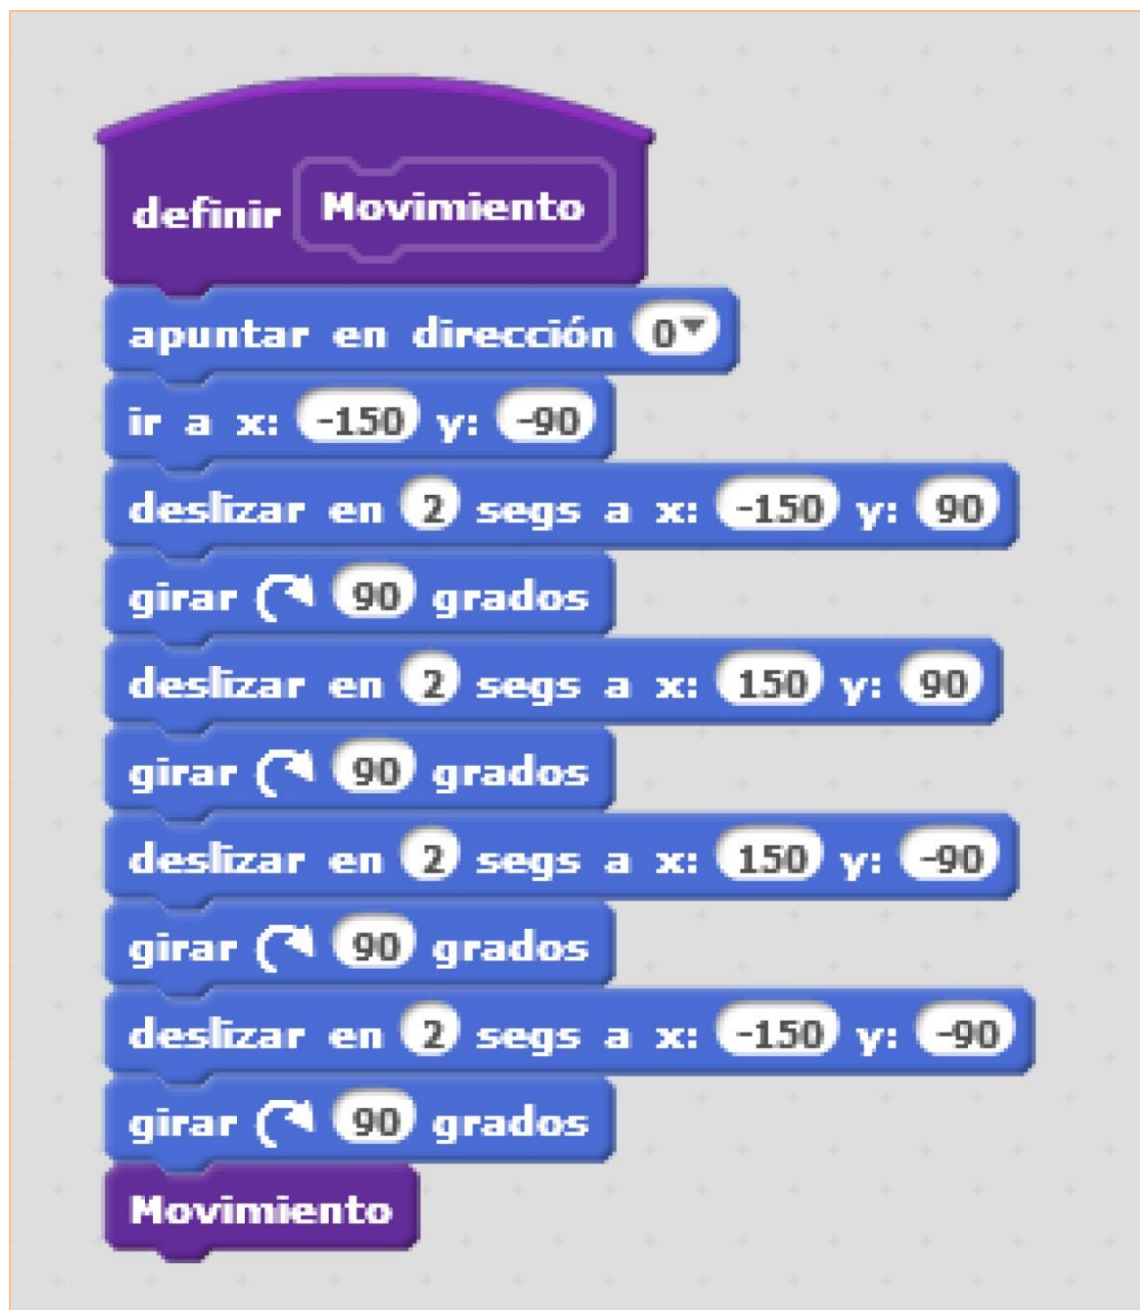 definir Movimiento
apuntar en dirección 0
ir a x: -150 y: -90
deslizar en 2 segs a x: -150 y: 90
girar 90 grados
deslizar en 2 segs a x: 150 y: 90
girar 90 grados
deslizar en 2 segs a x: 150 y: -90
girar 90 grados
deslizar en 2 segs a x: -150 y: -90
girar 90 grados
Movimiento